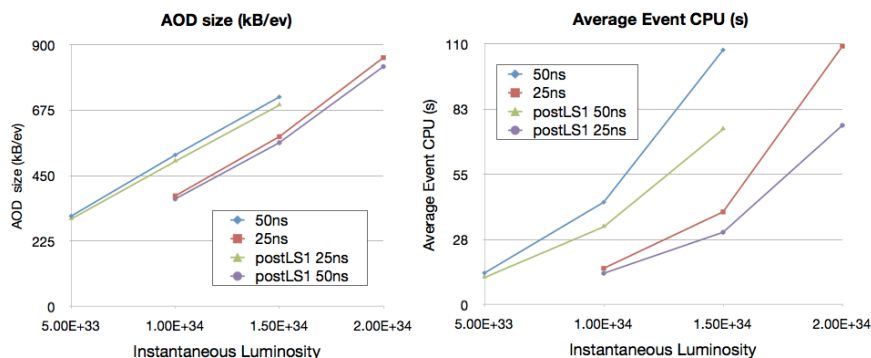 AOD size (kB/ev)
900
675
450
225
0
AOD size (kB/ev)
50ns
25ns
postLS1 25ns
postLS1 50ns
5.00E+33 1.00E+34 1.50E+34 2.00E+34
Instantaneous Luminosity
Average Event CPU (s)
110
83
55
28
0
Average Event CPU (s)
50ns
25ns
postLS1 50ns
postLS1 25ns
5.00E+33 1.00E+34 1.50E+34 2.00E+34
Instantaneous Luminosity